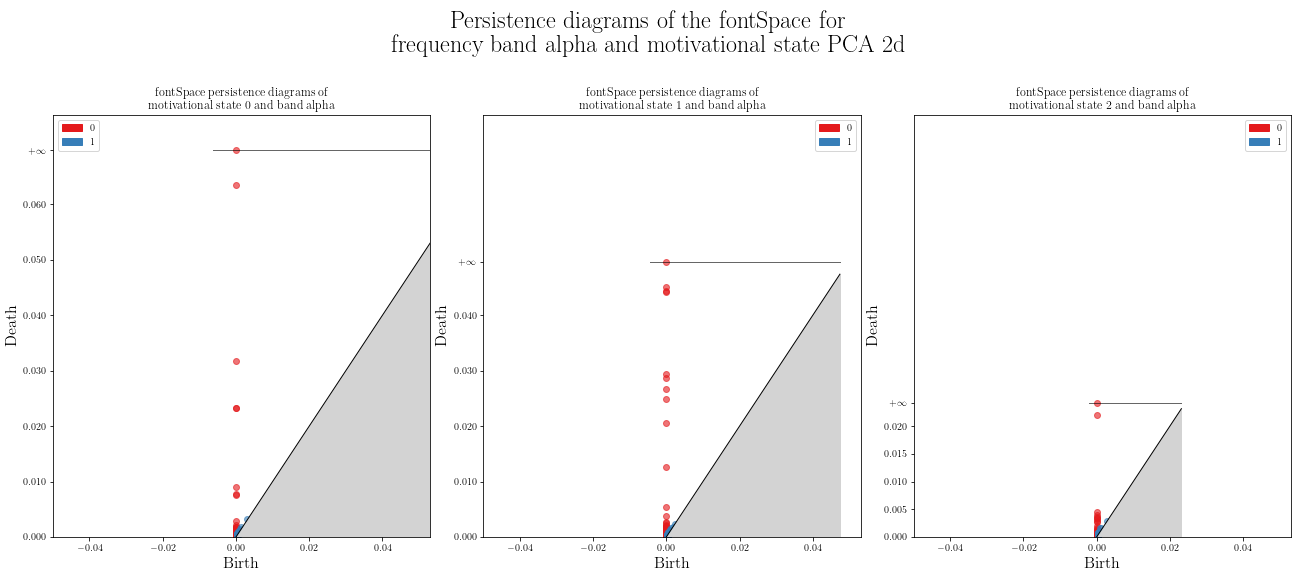 Persistence diagrams of the fontSpace for
frequency band alpha and motivational state PCA 2d
fontSpace persistence diagrams of
motivational state 0 and band alpha
0
1
+∞
0.060
0.050
0.040
0.030
0.020
0.010
0.000
Death
−0.04
−0.02
0.00
0.02
0.04
Birth
fontSpace persistence diagrams of
motivational state 1 and band alpha
0
1
+∞
0.040
0.030
0.020
0.010
0.000
Death
−0.04
−0.02
0.00
0.02
0.04
Birth
fontSpace persistence diagrams of
motivational state 2 and band alpha
0
1
+∞
0.020
0.015
0.010
0.005
0.000
Death
−0.04
−0.02
0.00
0.02
0.04
Birth